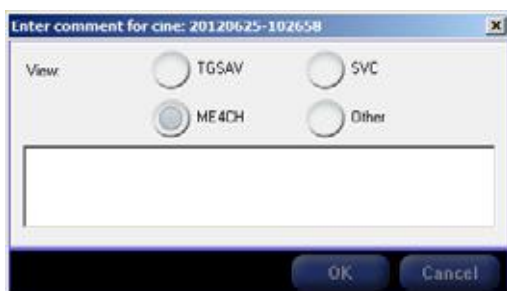 Enter comment for cine: 20120625-102658
View: TGSAV SVC
ME4CH Other
OK Cancel